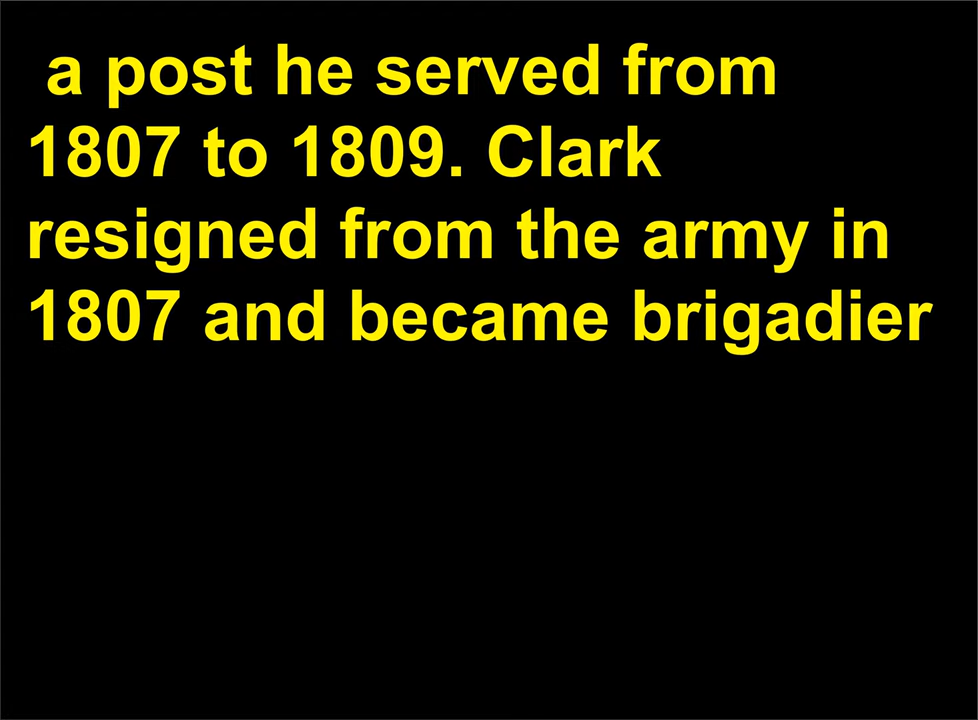 a post he served from
1807 to 1809. Clark
resigned from the army in
1807 and became brigadier